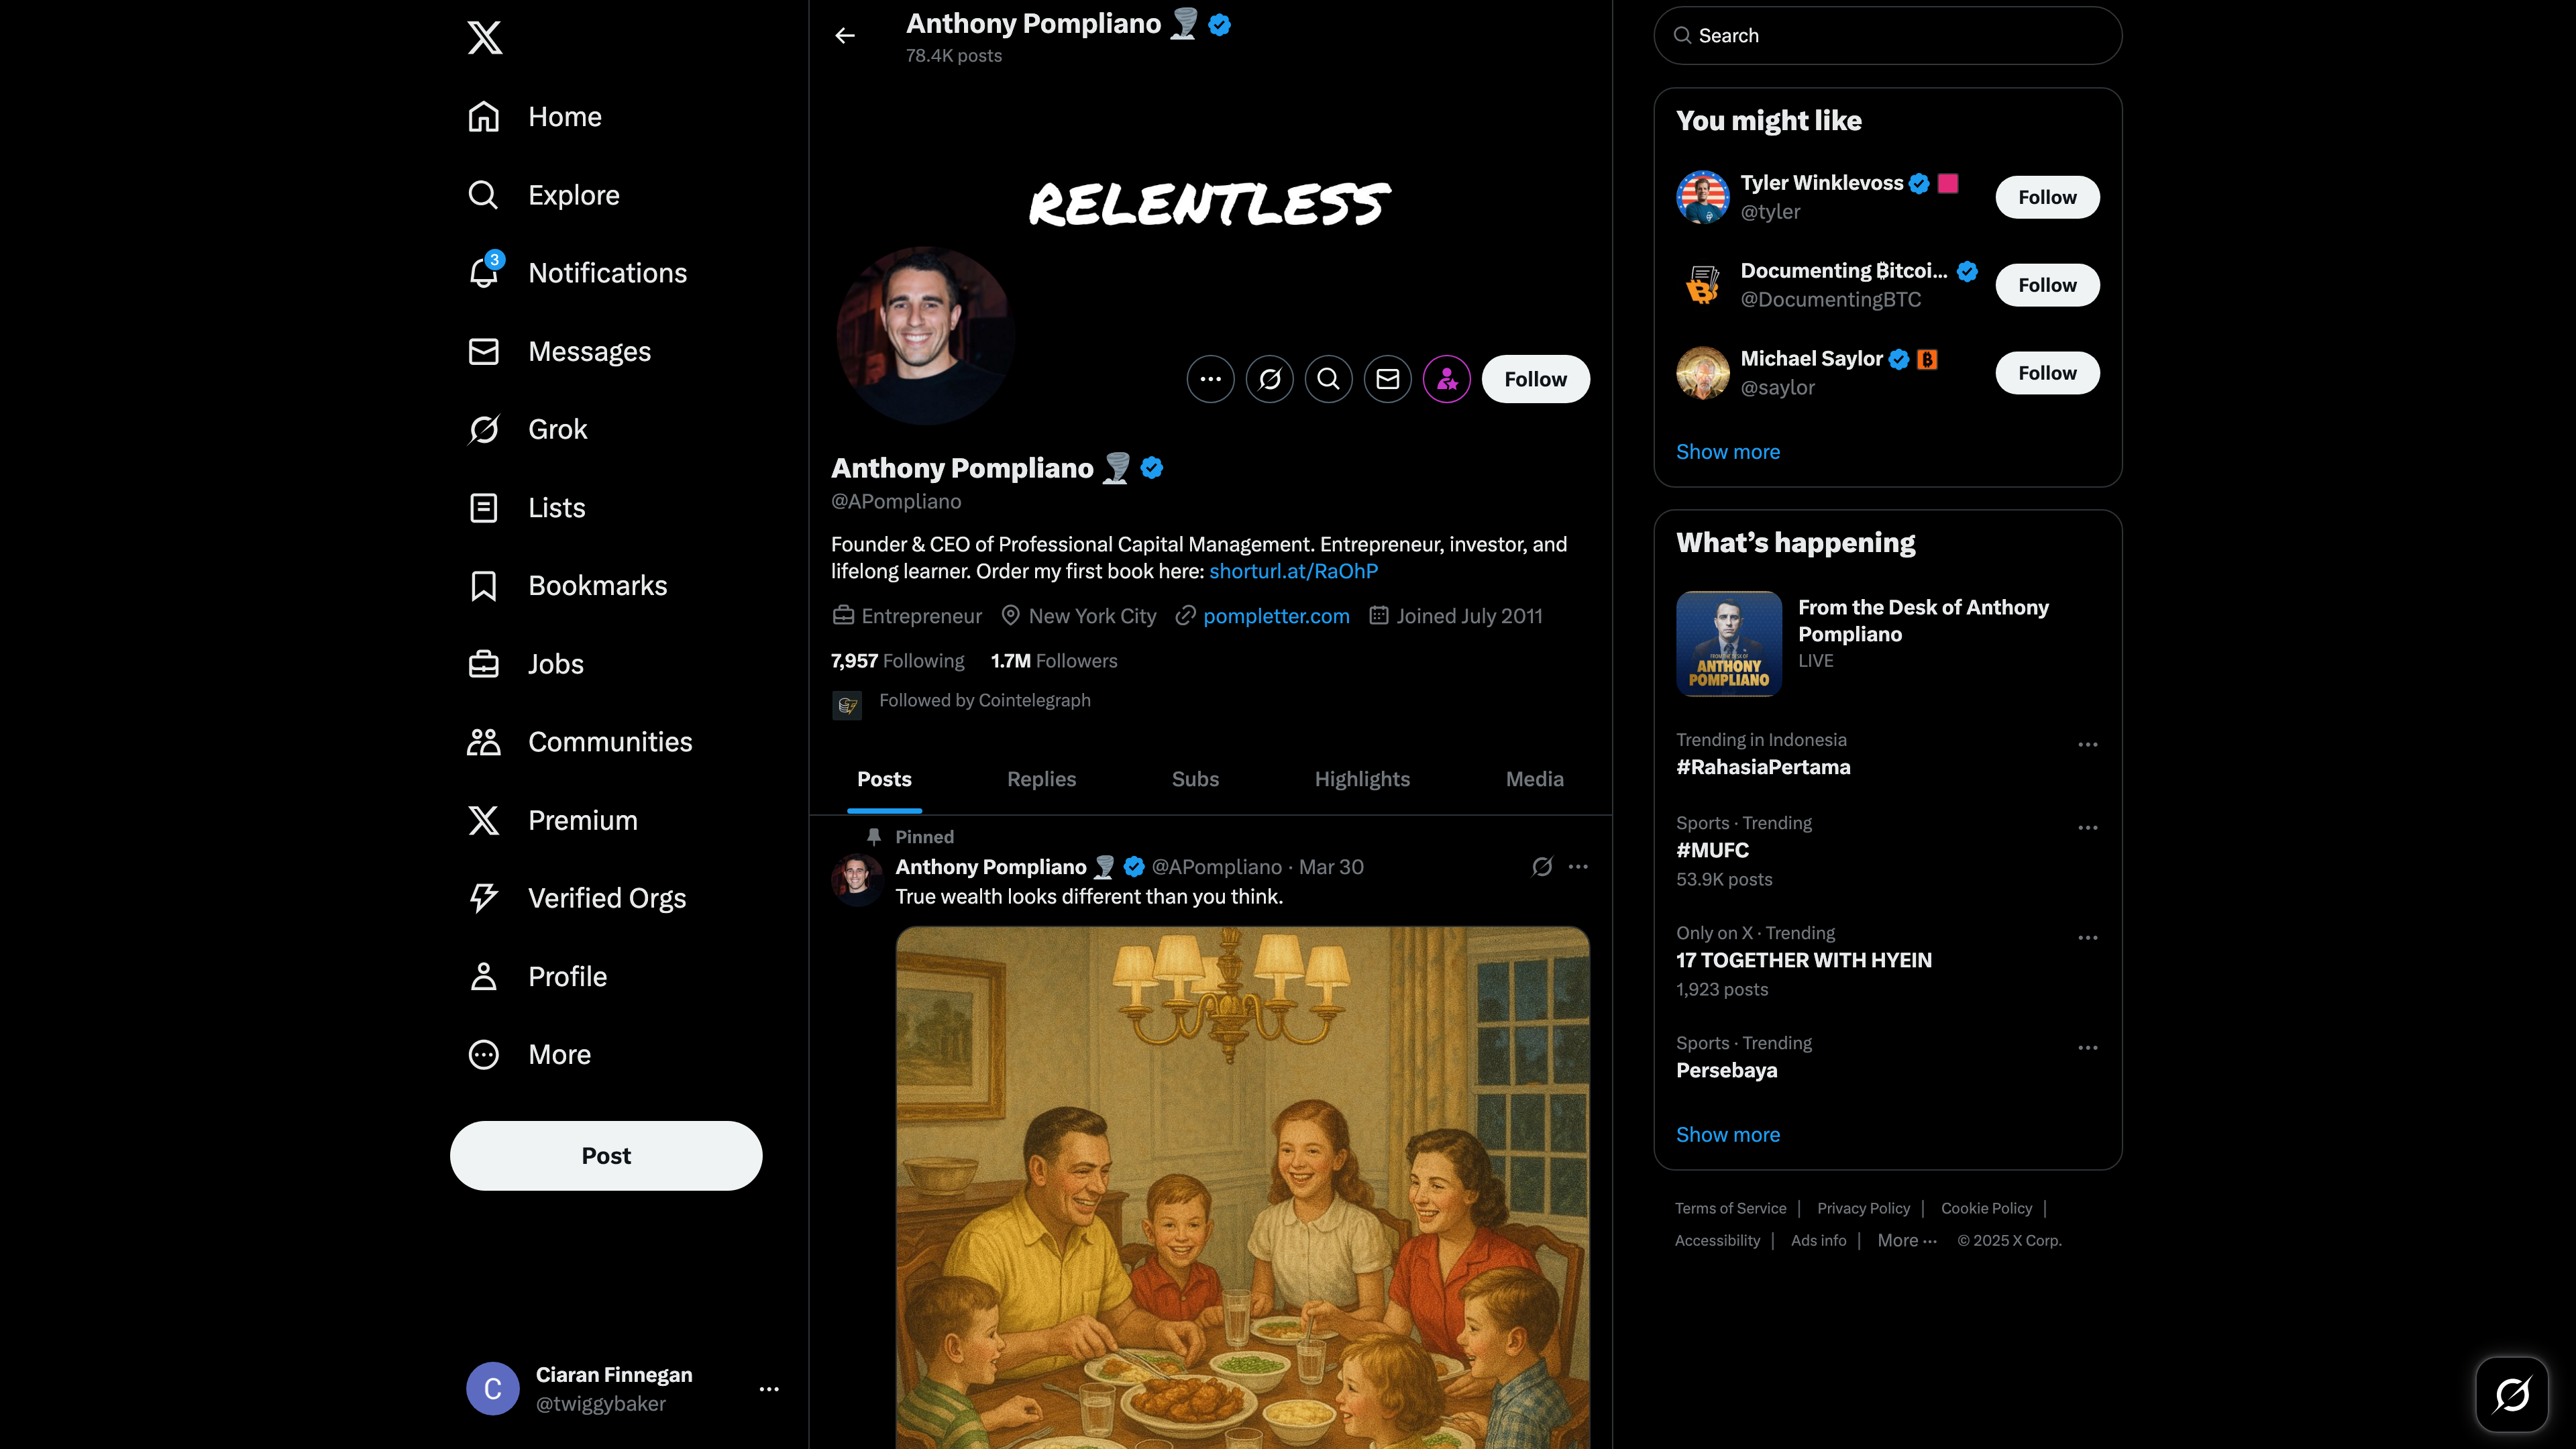 Home
Explore
3
Notifications
Messages
Grok
Lists
Bookmarks
Jobs
Communities
Premium
Verified Orgs
Profile
More
Post
C
Ciaran Finnegan
@twiggybaker
Anthony Pompliano
78.4K posts
RELENTLESS
Follow
Anthony Pompliano
@APompliano
Founder & CEO of Professional Capital Management. Entrepreneur, investor, and
lifelong learner. Order my first book here: shorturl.at/RaOhP
Entrepreneur New York City pompletter.com Joined July 2011
7,957 Following 1.7M Followers
Followed by Cointelegraph
Posts Replies Subs Highlights Media
Pinned
Anthony Pompliano @APompliano · Mar 30
True wealth looks different than you think.
Search
You might like
Tyler Winklevoss
@tyler
Follow
Documenting ₿itcoi...
@DocumentingBTC
Follow
Michael Saylor
@saylor
Follow
Show more
What’s happening
FROM THE DESK OF
ANTHONY
POMPLIANO
From the Desk of Anthony
Pompliano
LIVE
Trending in Indonesia
#RahasiaPertama
Sports · Trending
#MUFC
53.9K posts
Only on X · Trending
17 TOGETHER WITH HYEIN
1,923 posts
Sports · Trending
Persebaya
Show more
Terms of Service | Privacy Policy | Cookie Policy |
Accessibility | Ads info | More ··· © 2025 X Corp.